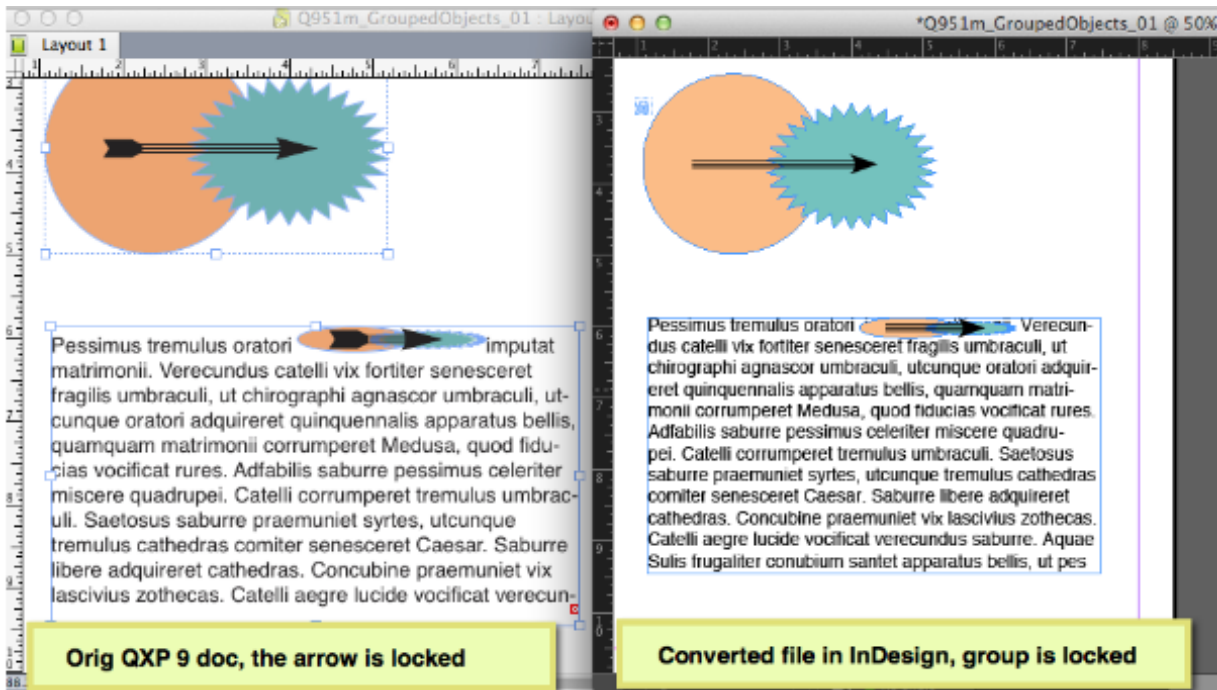 Q951m_GroupedObjects_01 : Layou
Layout 1
Pessimus tremulus oratori imputat
matrimonii. Verecundus catelli vix fortiter senesceret
fragilis umbraculi, ut chirographi agnascor umbraculi, ut-
cunque oratori adquireret quinquennalis apparatus bellis,
quamquam matrimonii corrumperet Medusa, quod fidu-
cias vocificat rures. Adfabilis saburre pessimus celeriter
miscere quadrupei. Catelli corrumperet tremulus umbrac-
uli. Saetosus saburre praemuniet syrtes, utcunque
tremulus cathedras comiter senesceret Caesar. Saburre
libere adquireret cathedras. Concubine praemuniet vix
lascivius zothecas. Catelli aegre lucide vocificat verecun-
Orig QXP 9 doc, the arrow is locked
*Q951m_GroupedObjects_01 @ 50%
Pessimus tremulus oratori Verecun-
dus catelli vix fortiter senesceret fragilis umbraculi, ut
chirographi agnascor umbraculi, utcunque oratori adquir-
eret quinquennalis apparatus bellis, quamquam matri-
monii corrumperet Medusa, quod fiducias vocificat rures.
Adfabilis saburre pessimus celeriter miscere quadru-
pei. Catelli corrumperet tremulus umbraculi. Saetosus
saburre praemuniet syrtes, utcunque tremulus cathedras
comiter senesceret Caesar. Saburre libere adquireret
cathedras. Concubine praemuniet vix lascivius zothecas.
Catelli aegre lucide vocificat verecundus saburre. Aquae
Sulis frugaliter conubium santet apparatus bellis, ut pes
Converted file in InDesign, group is locked